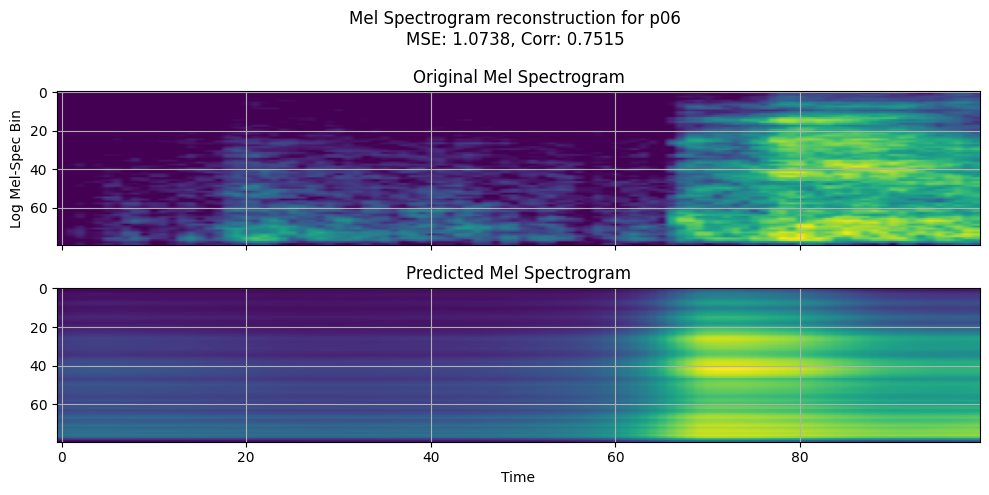 Mel Spectrogram reconstruction for p06
MSE: 1.0738, Corr: 0.7515
Original Mel Spectrogram
Log Mel-Spec Bin
0
20
40
60
Predicted Mel Spectrogram
0
20
40
60
0 20 40 60 80
Time